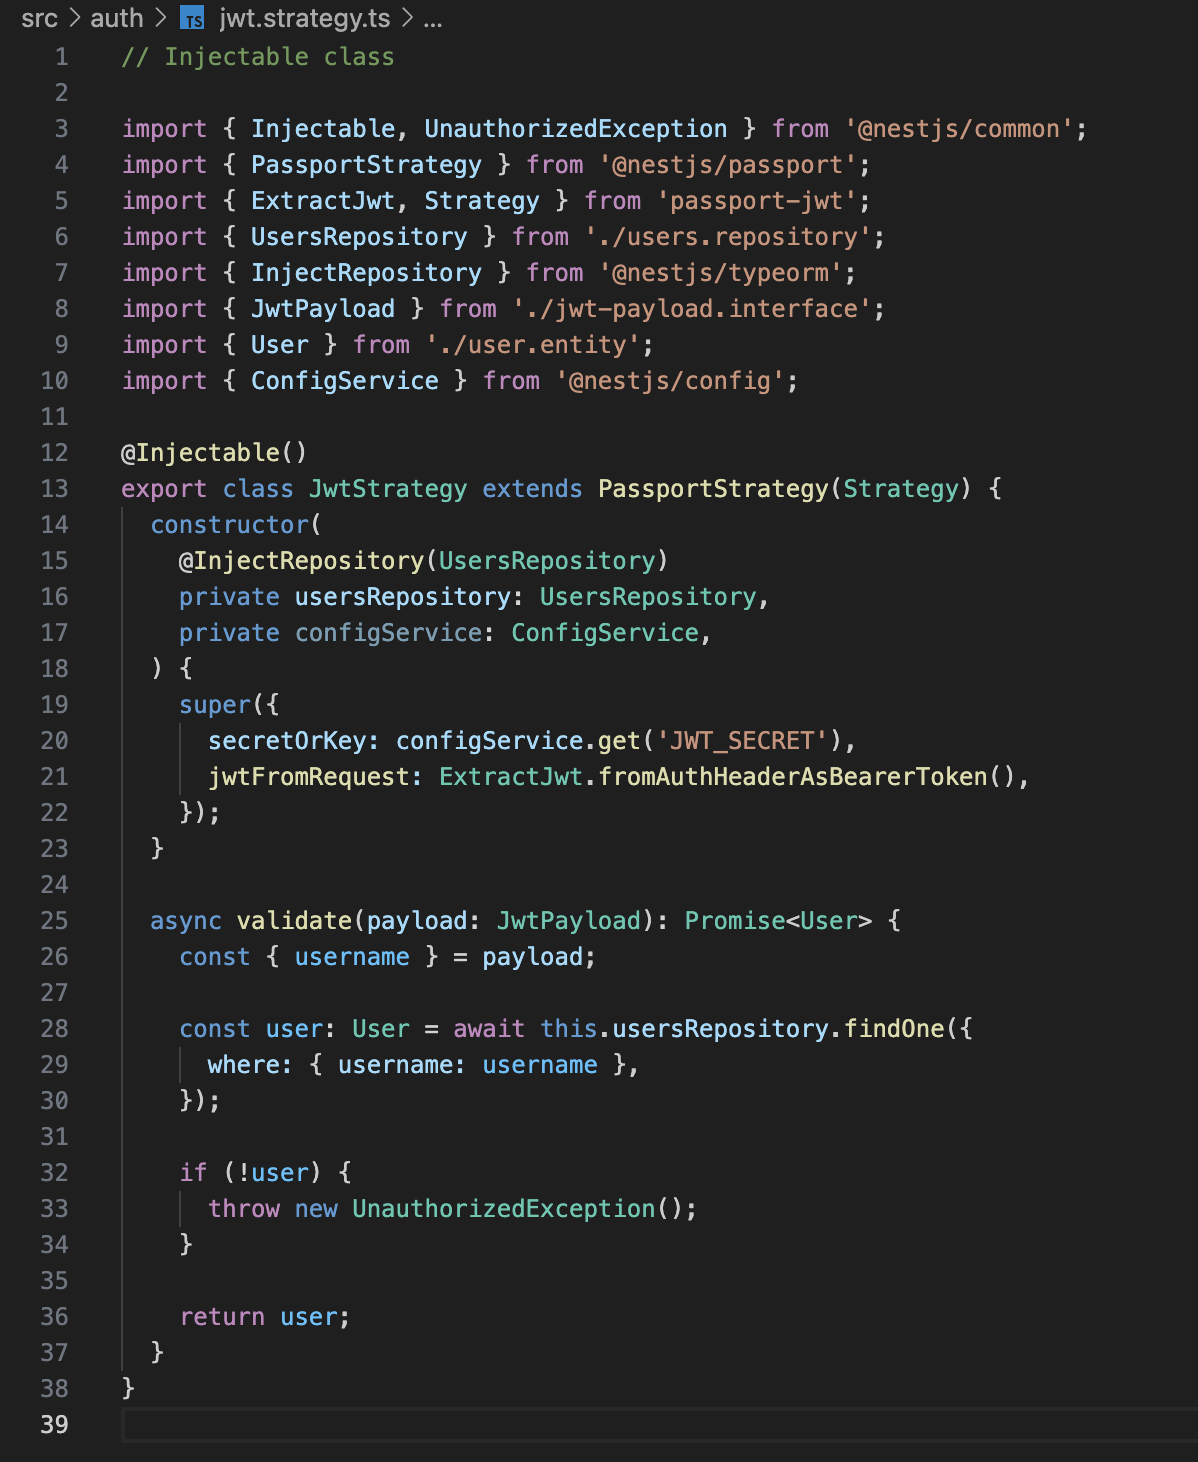 src > auth > TS jwt.strategy.ts > ...
1 // Injectable class
2
3 import { Injectable, UnauthorizedException } from '@nestjs/common';
4 import { PassportStrategy } from '@nestjs/passport';
5 import { ExtractJwt, Strategy } from 'passport-jwt';
6 import { UsersRepository } from './users.repository';
7 import { InjectRepository } from '@nestjs/typeorm';
8 import { JwtPayload } from './jwt-payload.interface';
9 import { User } from './user.entity';
10 import { ConfigService } from '@nestjs/config';
11
12 @Injectable()
13 export class JwtStrategy extends PassportStrategy(Strategy) {
14   constructor(
15     @InjectRepository(UsersRepository)
16     private usersRepository: UsersRepository,
17     private configService: ConfigService,
18   ) {
19     super({
20       secretOrKey: configService.get('JWT_SECRET'),
21       jwtFromRequest: ExtractJwt.fromAuthHeaderAsBearerToken(),
22     });
23   }
24
25   async validate(payload: JwtPayload): Promise<User> {
26     const { username } = payload;
27
28     const user: User = await this.usersRepository.findOne({
29       where: { username: username },
30     });
31
32     if (!user) {
33       throw new UnauthorizedException();
34     }
35
36     return user;
37   }
38 }
39